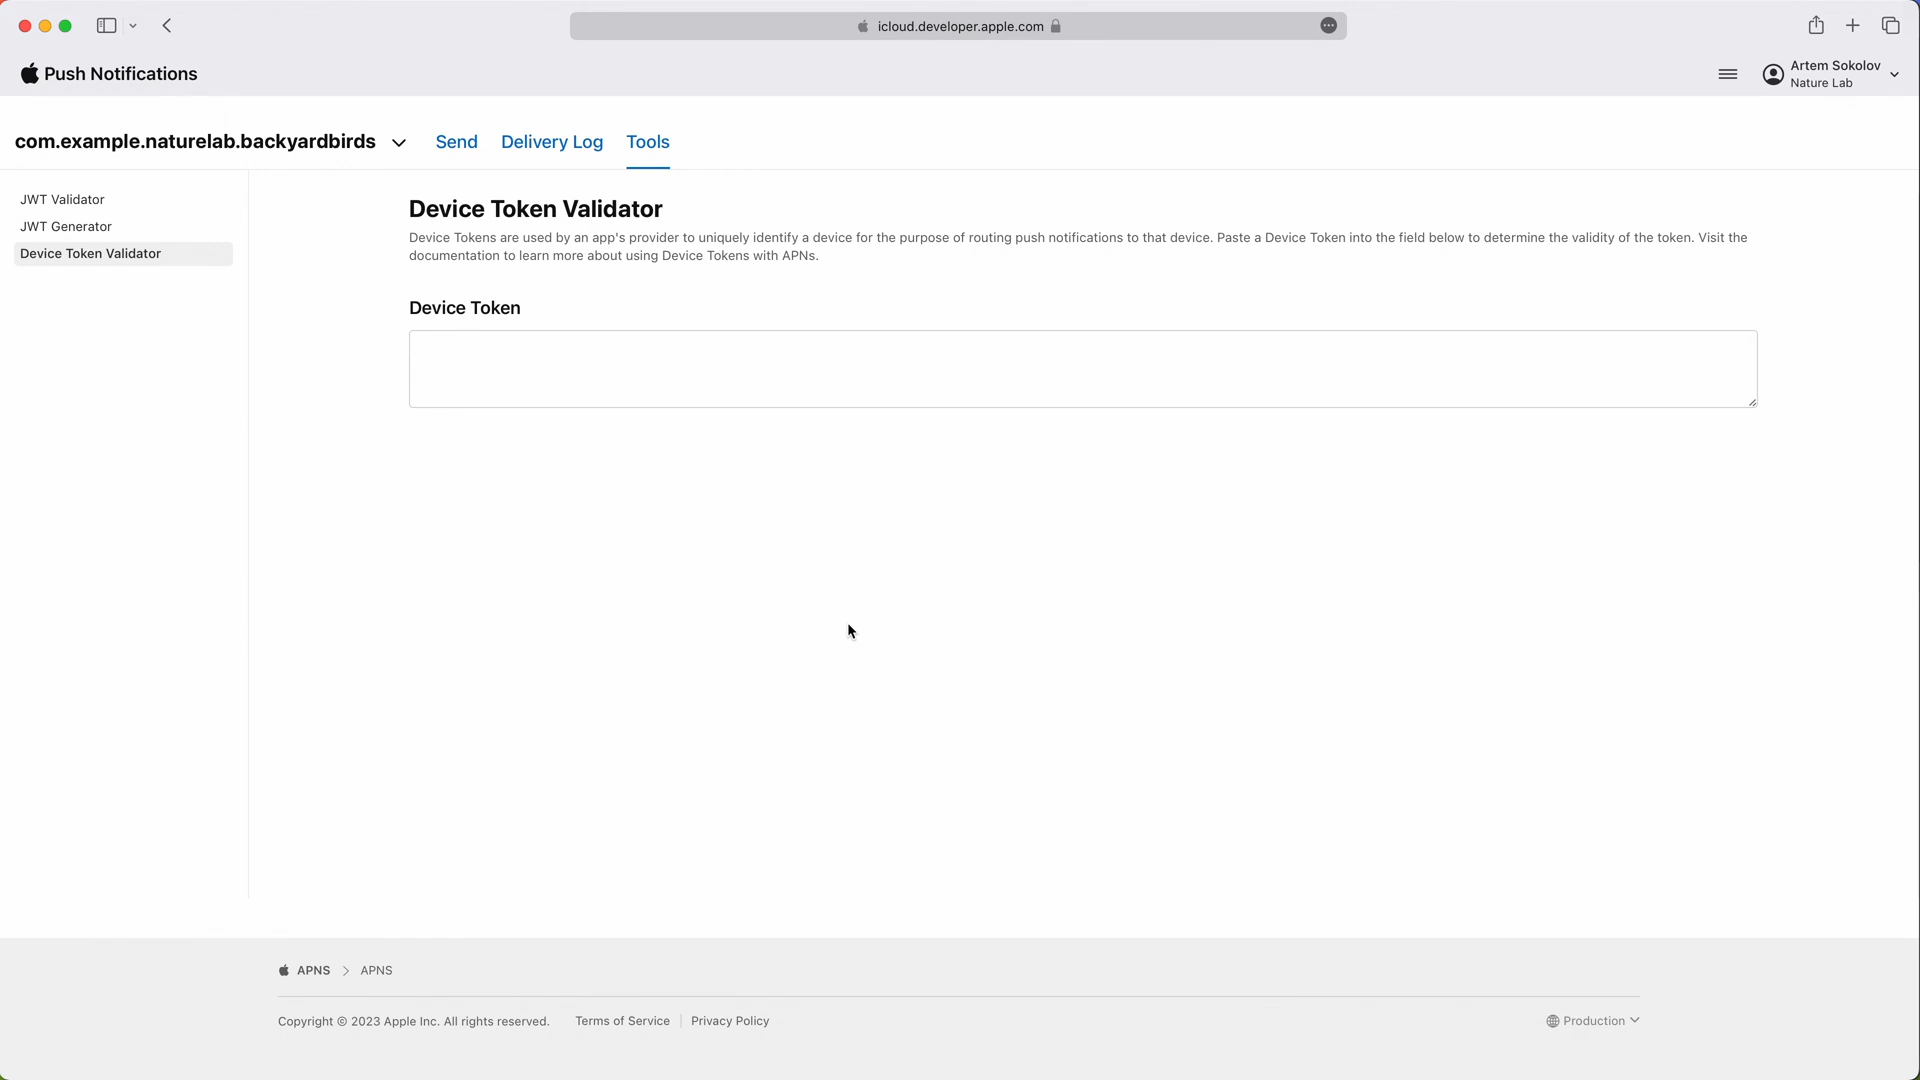 icloud.developer.apple.com
Push Notifications
Artem Sokolov
Nature Lab
com.example.naturelab.backyardbirds
Send
Delivery Log
Tools
JWT Validator
JWT Generator
Device Token Validator
Device Token Validator
Device Tokens are used by an app's provider to uniquely identify a device for the purpose of routing push notifications to that device. Paste a Device Token into the field below to determine the validity of the token. Visit the
documentation to learn more about using Device Tokens with APNs.
Device Token
APNS
APNS
Copyright © 2023 Apple Inc. All rights reserved.
Terms of Service
Privacy Policy
Production